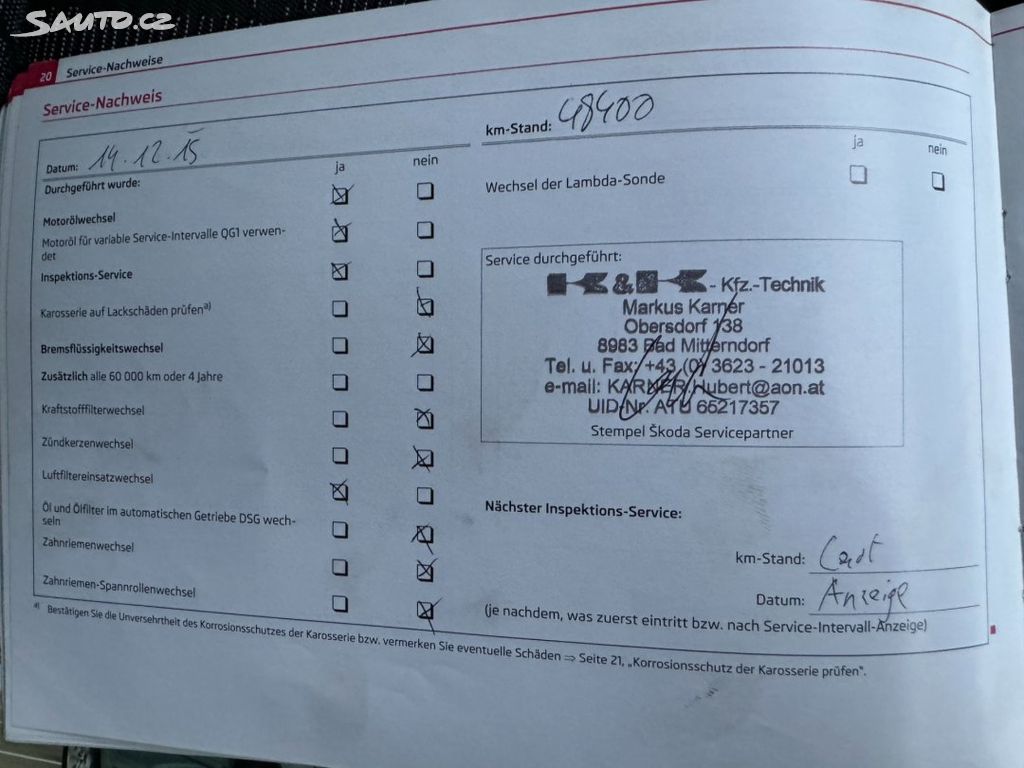 SAUTO.CZ
20 Service-Nachweise
Service-Nachweis
Datum: 14.12.15
km-Stand: 48400
ja nein
ja nein
Durchgeführt wurde:
Motorölwechsel
Motoröl für variable Service-Intervalle QG1 verwen-
det
Inspektions-Service
Karosserie auf Lackschäden prüfen a)
Bremsflüssigkeitswechsel
Zusätzlich alle 60 000 km oder 4 Jahre
Kraftstofffilterwechsel
Zündkerzenwechsel
Luftfiltereinsatzwechsel
Öl und Ölfilter im automatischen Getriebe DSG wech-
seln
Zahnriemenwechsel
Zahnriemen-Spannrollenwechsel
Wechsel der Lambda-Sonde
Service durchgeführt:
K & K - Kfz.-Technik
Markus Karner
Obersdorf 138
8983 Bad Mitterndorf
Tel. u. Fax: +43 (0) 3623 - 21013
e-mail: KARNER.Hubert@aon.at
UID-Nr. ATU 65217357
Stempel Škoda Servicepartner
Nächster Inspektions-Service:
km-Stand:
Datum: Anzeige
(je nachdem, was zuerst eintritt bzw. nach Service-Intervall-Anzeige)
a) Bestätigen Sie die Unversehrtheit des Korrosionsschutzes der Karosserie bzw. vermerken Sie eventuelle Schäden ⇒ Seite 21, „Korrosionsschutz der Karosserie prüfen".